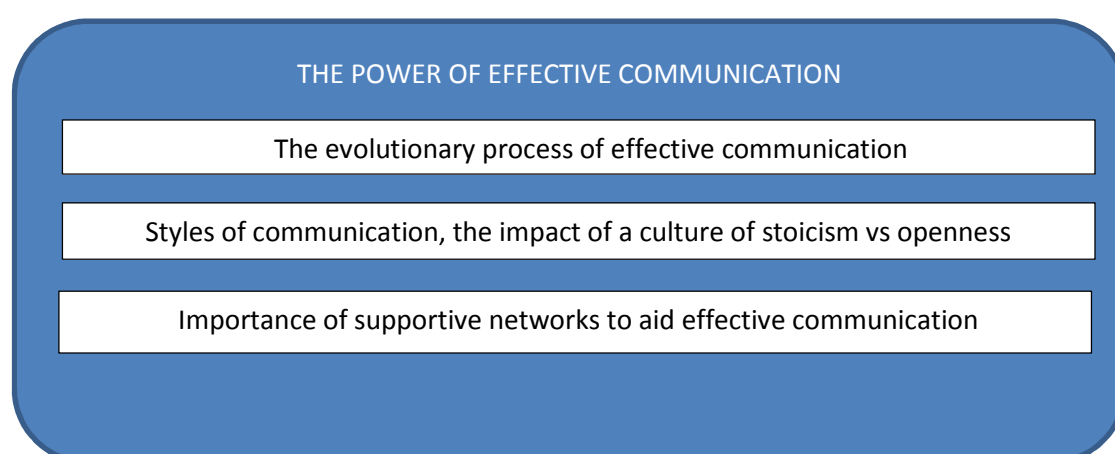 THE POWER OF EFFECTIVE COMMUNICATION
The evolutionary process of effective communication
Styles of communication, the impact of a culture of stoicism vs openness
Importance of supportive networks to aid effective communication